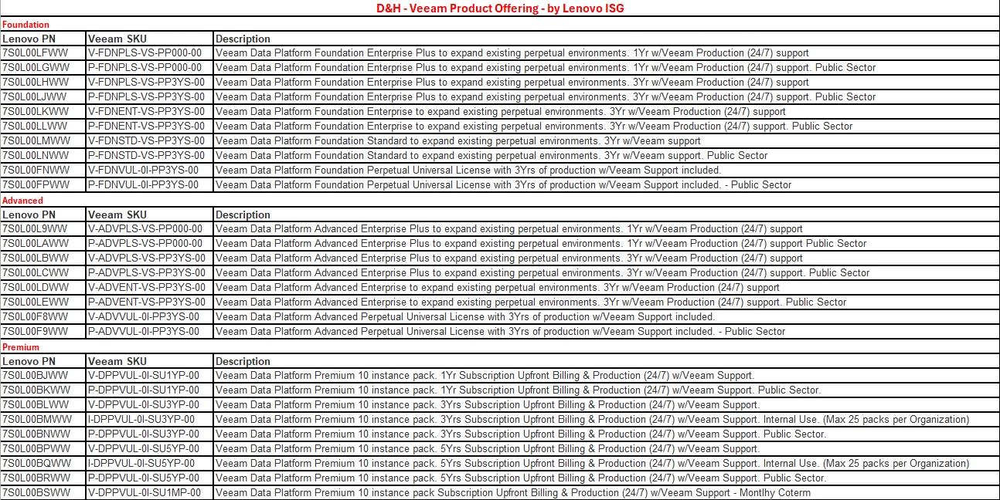 D&H - Veeam Product Offering - by Lenovo ISG
Foundation
Lenovo PN Veeam SKU Description
7S0L00LFWW V-FDNPLS-VS-PP000-00 Veeam Data Platform Foundation Enterprise Plus to expand existing perpetual environments. 1Yr w/Veeam Production (24/7) support
7S0L00LGWW P-FDNPLS-VS-PP000-00 Veeam Data Platform Foundation Enterprise Plus to expand existing perpetual environments. 1Yr w/Veeam Production (24/7) support. Public Sector
7S0L00LHWW V-FDNPLS-VS-PP3YS-00 Veeam Data Platform Foundation Enterprise Plus to expand existing perpetual environments. 3Yr w/Veeam Production (24/7) support
7S0L00LJWW P-FDNPLS-VS-PP3YS-00 Veeam Data Platform Foundation Enterprise Plus to expand existing perpetual environments. 3Yr w/Veeam Production (24/7) support. Public Sector
7S0L00LKWW V-FDNENT-VS-PP3YS-00 Veeam Data Platform Foundation Enterprise to expand existing perpetual environments. 3Yr w/Veeam Production (24/7) support
7S0L00LLWW P-FDNENT-VS-PP3YS-00 Veeam Data Platform Foundation Enterprise to expand existing perpetual environments. 3Yr w/Veeam Production (24/7) support. Public Sector
7S0L00LMWW V-FDNSTD-VS-PP3YS-00 Veeam Data Platform Foundation Standard to expand existing perpetual environments. 3Yr w/Veeam support
7S0L00LNWW P-FDNSTD-VS-PP3YS-00 Veeam Data Platform Foundation Standard to expand existing perpetual environments. 3Yr w/Veeam support. Public Sector
7S0L00FNWW V-FDNVUL-0I-PP3YS-00 Veeam Data Platform Foundation Perpetual Universal License with 3Yrs of production w/Veeam Support included.
7S0L00FPWW P-FDNVUL-0I-PP3YS-00 Veeam Data Platform Foundation Perpetual Universal License with 3Yrs of production w/Veeam Support included. - Public Sector
Advanced
Lenovo PN Veeam SKU Description
7S0L00L9WW V-ADVPLS-VS-PP000-00 Veeam Data Platform Advanced Enterprise Plus to expand existing perpetual environments. 1Yr w/Veeam Production (24/7) support
7S0L00LAWW P-ADVPLS-VS-PP000-00 Veeam Data Platform Advanced Enterprise Plus to expand existing perpetual environments. 1Yr w/Veeam Production (24/7) support Public Sector
7S0L00LBWW V-ADVPLS-VS-PP3YS-00 Veeam Data Platform Advanced Enterprise Plus to expand existing perpetual environments. 3Yr w/Veeam Production (24/7) support
7S0L00LCWW P-ADVPLS-VS-PP3YS-00 Veeam Data Platform Advanced Enterprise Plus to expand existing perpetual environments. 3Yr w/Veeam Production (24/7) support. Public Sector
7S0L00LDWW V-ADVENT-VS-PP3YS-00 Veeam Data Platform Advanced Enterprise to expand existing perpetual environments. 3Yr w/Veeam Production (24/7) support
7S0L00LEWW P-ADVENT-VS-PP3YS-00 Veeam Data Platform Advanced Enterprise to expand existing perpetual environments. 3Yr w/Veeam Production (24/7) support. Public Sector
7S0L00F8WW V-ADVVUL-0I-PP3YS-00 Veeam Data Platform Advanced Perpetual Universal License with 3Yrs of production w/Veeam Support included.
7S0L00F9WW P-ADVVUL-0I-PP3YS-00 Veeam Data Platform Advanced Perpetual Universal License with 3Yrs of production w/Veeam Support included. - Public Sector
Premium
Lenovo PN Veeam SKU Description
7S0L00BJWW V-DPPVUL-0I-SU1YP-00 Veeam Data Platform Premium 10 instance pack. 1Yr Subscription Upfront Billing & Production (24/7) w/Veeam Support.
7S0L00BKWW P-DPPVUL-0I-SU1YP-00 Veeam Data Platform Premium 10 instance pack. 1Yr Subscription Upfront Billing & Production (24/7) w/Veeam Support. Public Sector.
7S0L00BLWW V-DPPVUL-0I-SU3YP-00 Veeam Data Platform Premium 10 instance pack. 3Yrs Subscription Upfront Billing & Production (24/7) w/Veeam Support.
7S0L00BMWW I-DPPVUL-0I-SU3YP-00 Veeam Data Platform Premium 10 instance pack. 3Yrs Subscription Upfront Billing & Production (24/7) w/Veeam Support. Internal Use. (Max 25 packs per Organization)
7S0L00BNWW P-DPPVUL-0I-SU3YP-00 Veeam Data Platform Premium 10 instance pack. 3Yrs Subscription Upfront Billing & Production (24/7) w/Veeam Support. Public Sector.
7S0L00BPWW V-DPPVUL-0I-SU5YP-00 Veeam Data Platform Premium 10 instance pack. 5Yrs Subscription Upfront Billing & Production (24/7) w/Veeam Support.
7S0L00BQWW I-DPPVUL-0I-SU5YP-00 Veeam Data Platform Premium 10 instance pack. 5Yrs Subscription Upfront Billing & Production (24/7) w/Veeam Support. Internal Use. (Max 25 packs per Organization)
7S0L00BRWW P-DPPVUL-0I-SU5YP-00 Veeam Data Platform Premium 10 instance pack. 5Yrs Subscription Upfront Billing & Production (24/7) w/Veeam Support. Public Sector.
7S0L00BSWW V-DPPVUL-0I-SU1MP-00 Veeam Data Platform Premium 10 instance pack Subscription Upfront Billing & Production (24/7) w/Veeam Support - Montlhy Coterm